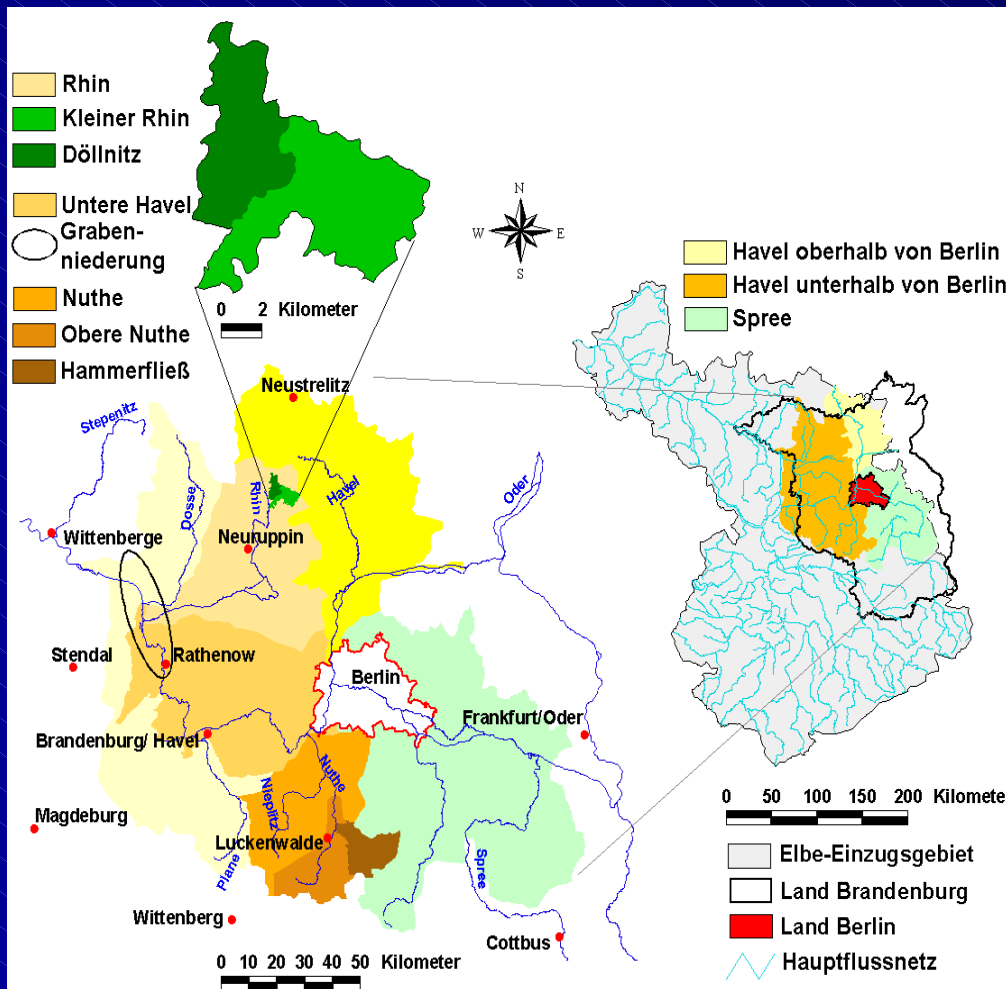 Rhin
Kleiner Rhin
Döllnitz
Untere Havel
Graben-
niederung
Nuthe
Obere Nuthe
Hammerfließ
0 2 Kilometer
N
W E
S
Havel oberhalb von Berlin
Havel unterhalb von Berlin
Spree
Neustrelitz
Stepenitz
Dosse
Rhin
Havel
Oder
Wittenberge
Neuruppin
Stendal
Rathenow
Berlin
Frankfurt/Oder
Brandenburg/ Havel
Nuthe
Nieplitz
Magdeburg
Luckenwalde
Plane
Spree
Wittenberg
Cottbus
0 10 20 30 40 50 Kilometer
0 50 100 150 200 Kilomete
Elbe-Einzugsgebiet
Land Brandenburg
Land Berlin
Hauptflussnetz